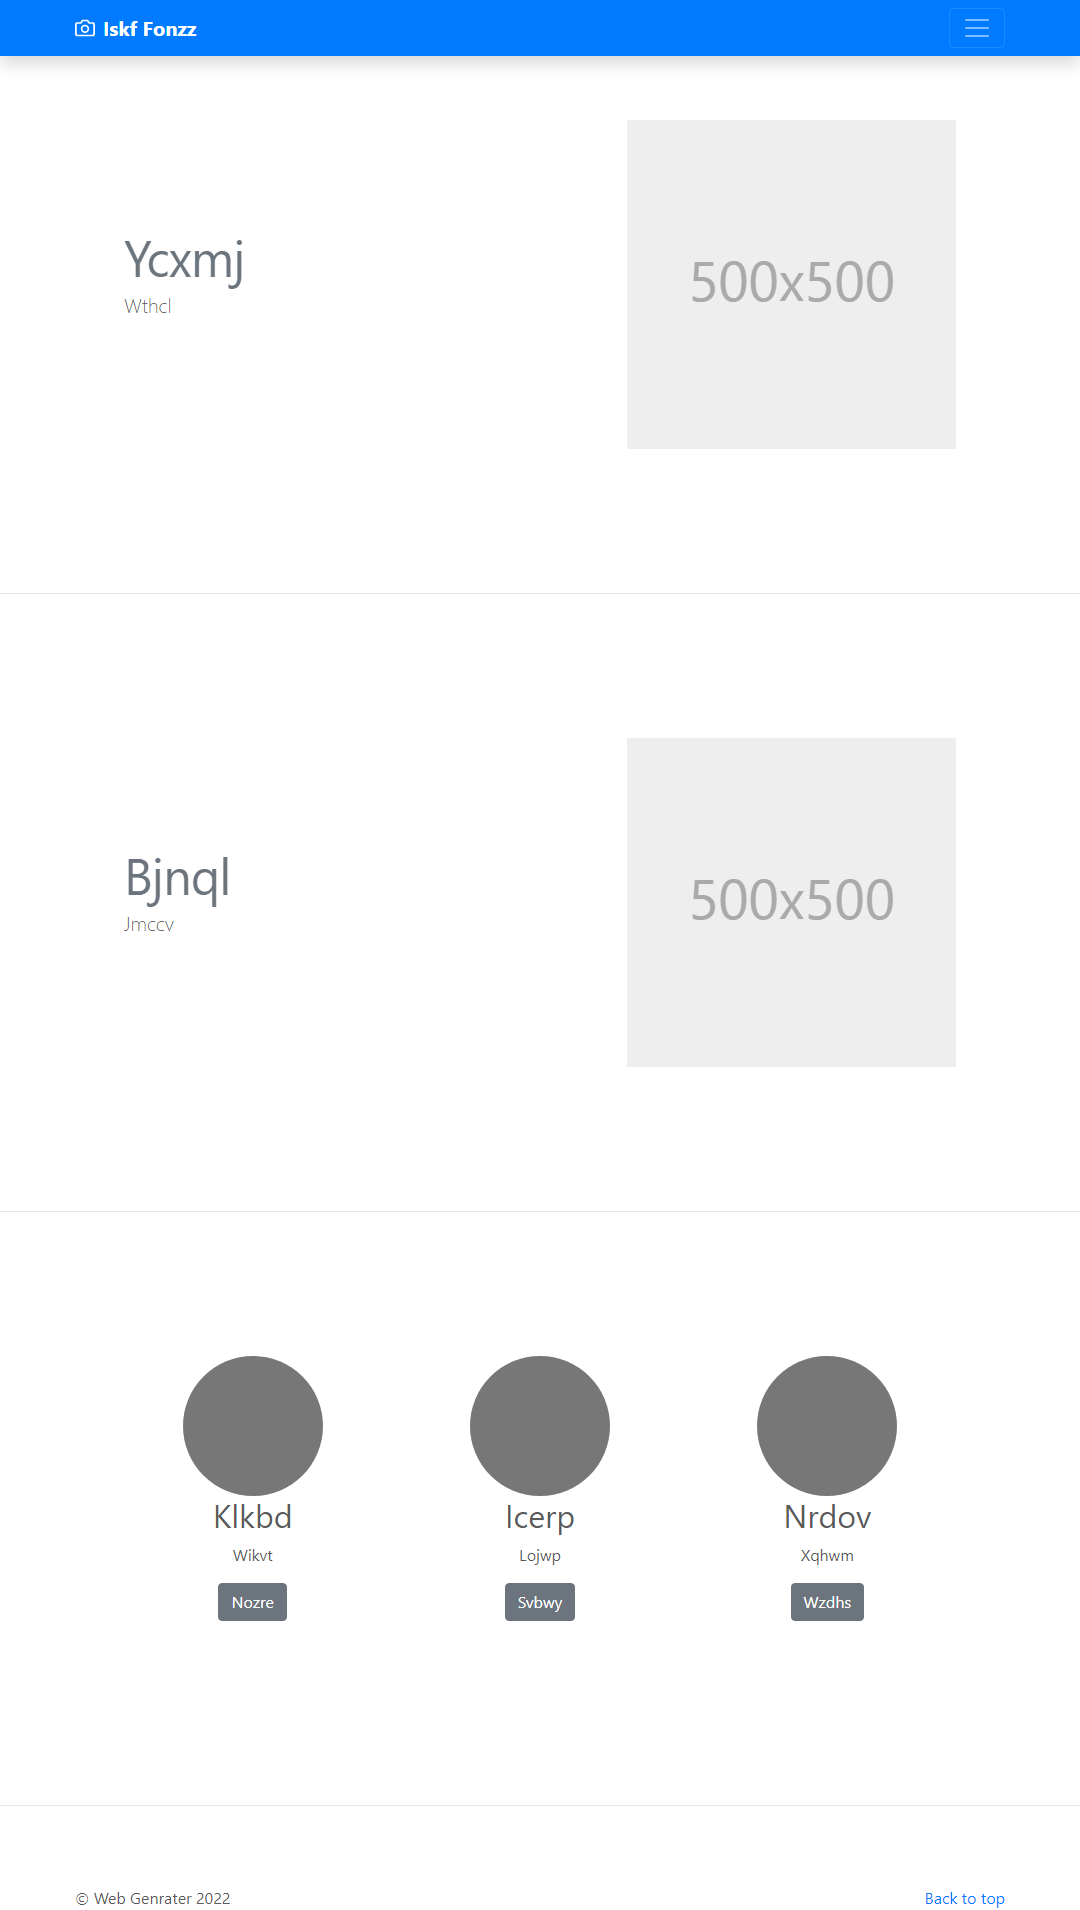 Iskf Fonzz
Ycxmj
Wthcl
500x500
Bjnql
Jmccv
500x500
Klkbd
Wikvt
Nozre
Icerp
Lojwp
Svbwy
Nrdov
Xqhwm
Wzdhs
© Web Genrater 2022
Back to top